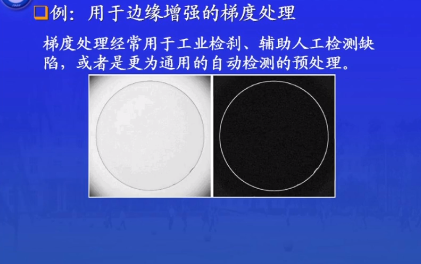 例：用于边缘增强的梯度处理
梯度处理经常用于工业检刹、辅助人工检测缺
陷，或者是更为通用的自动检测的预处理。